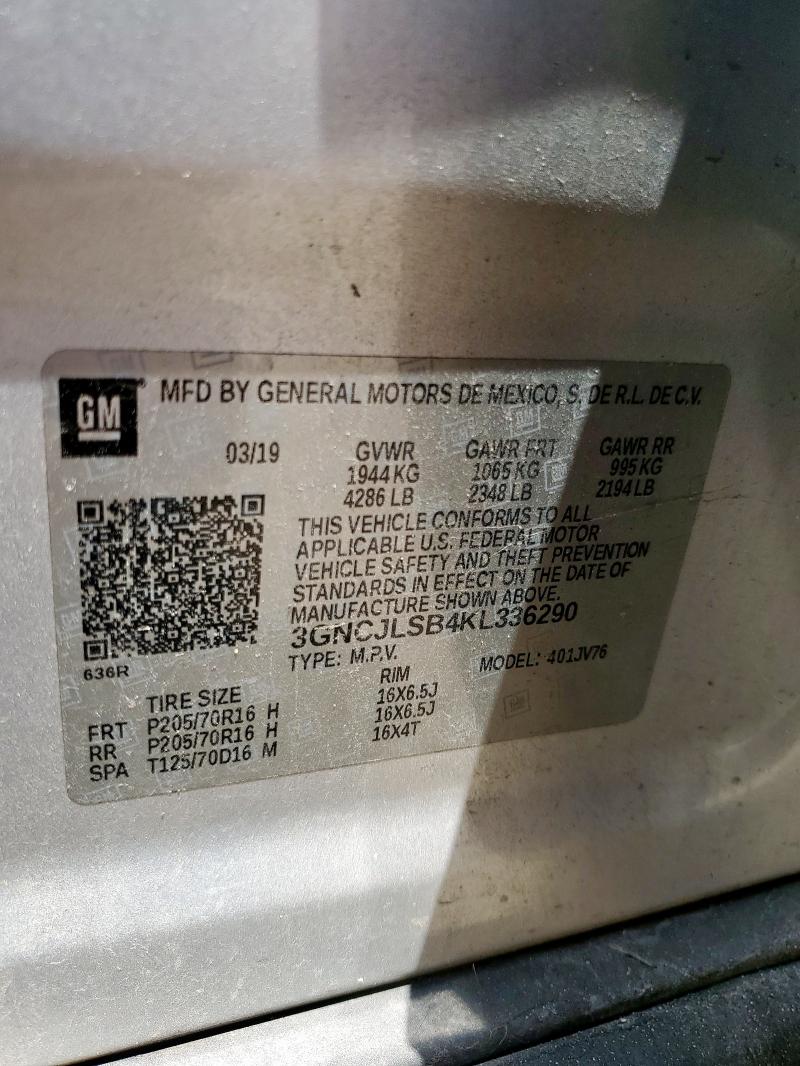 GM® MFD BY GENERAL MOTORS DE MEXICO, S. DE R.L. DE C.V.
03/19 GVWR GAWR FRT GAWR RR
1944 KG 1065 KG 995 KG
4286 LB 2348 LB 2194 LB
THIS VEHICLE CONFORMS TO ALL
APPLICABLE U.S. FEDERAL MOTOR
VEHICLE SAFETY AND THEFT PREVENTION
STANDARDS IN EFFECT ON THE DATE OF
MANUFACTURE SHOWN ABOVE.
3GNCJLSB4KL336290
TYPE: M.P.V. MODEL: 401JV76
636R
TIRE SIZE RIM
FRT P205/70R16 H 16X6.5J
RR P205/70R16 H 16X6.5J
SPA T125/70D16 M 16X4T